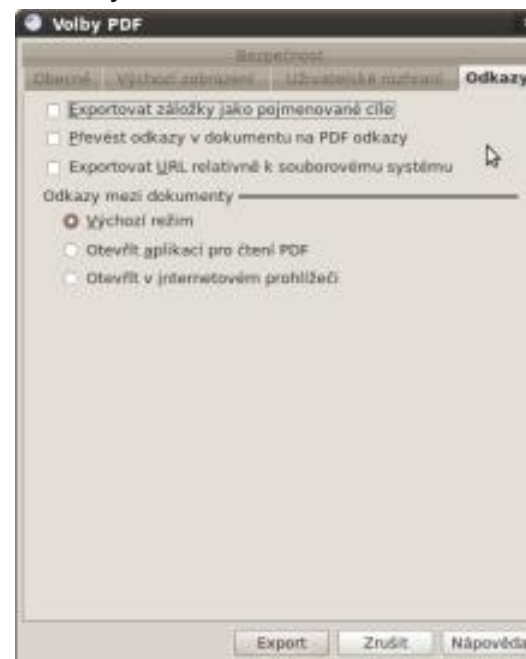 Volby PDF
Bezpečnost
Obecné Výchozí zobrazení Uživatelské rozhraní Odkazy
Exportovat záložky jako pojmenované cíle
Převést odkazy v dokumentu na PDF odkazy
Exportovat URL relativně k souborovému systému
Odkazy mezi dokumenty
Výchozí režim
Otevřít aplikací pro čtení PDF
Otevřít v internetovém prohlížeči
Export Zrušit Nápověda